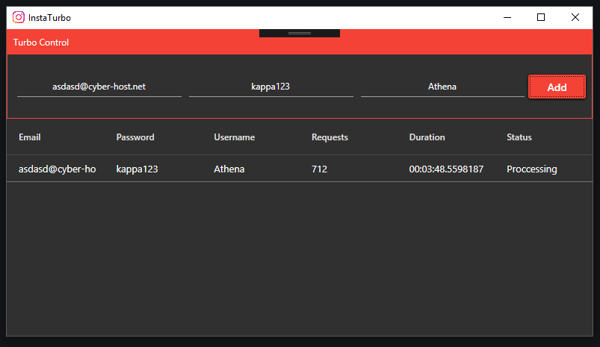 InstaTurbo
Turbo Control
asdasd@cyber-host.net kappa123 Athena Add
Email Password Username Requests Duration Status
asdasd@cyber-ho kappa123 Athena 712 00:03:48.5598187 Proccessing